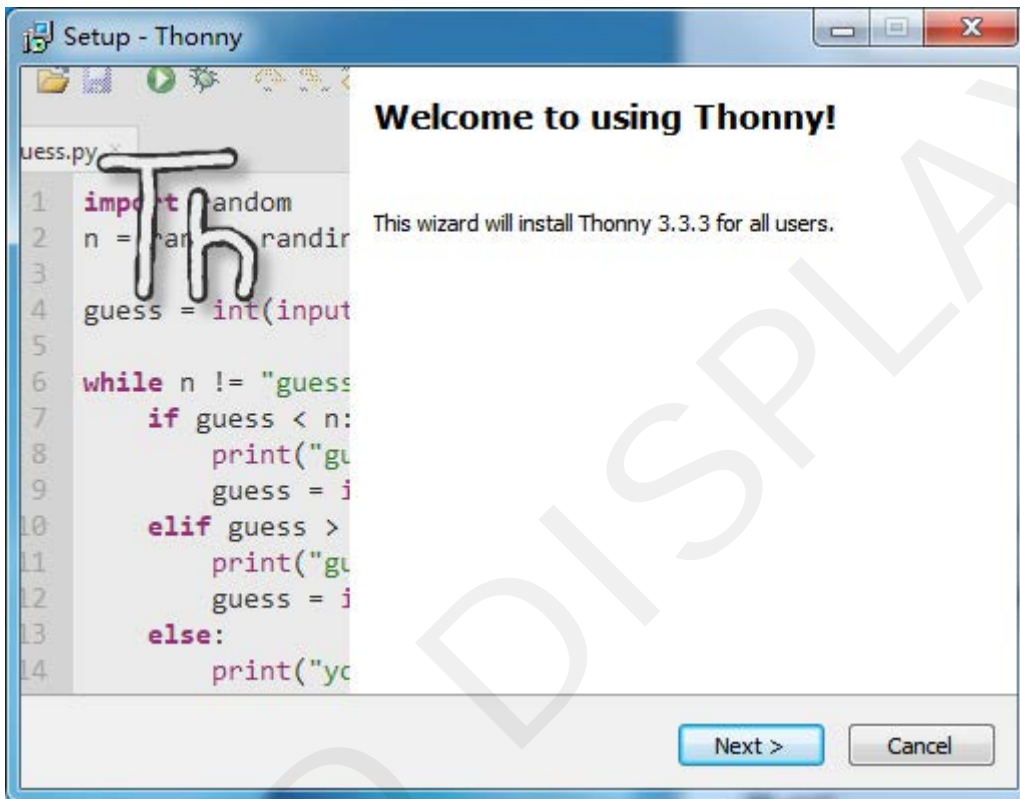 Setup - Thonny
Welcome to using Thonny!
This wizard will install Thonny 3.3.3 for all users.
uess.py
Th
1 import random
2 n = randir
3
4 guess = int(input
5
6 while n != "guess
7 if guess < n:
8 print("gu
9 guess = i
10 elif guess >
11 print("gu
12 guess = i
13 else:
14 print("yo
Next >
Cancel
DISPLAY